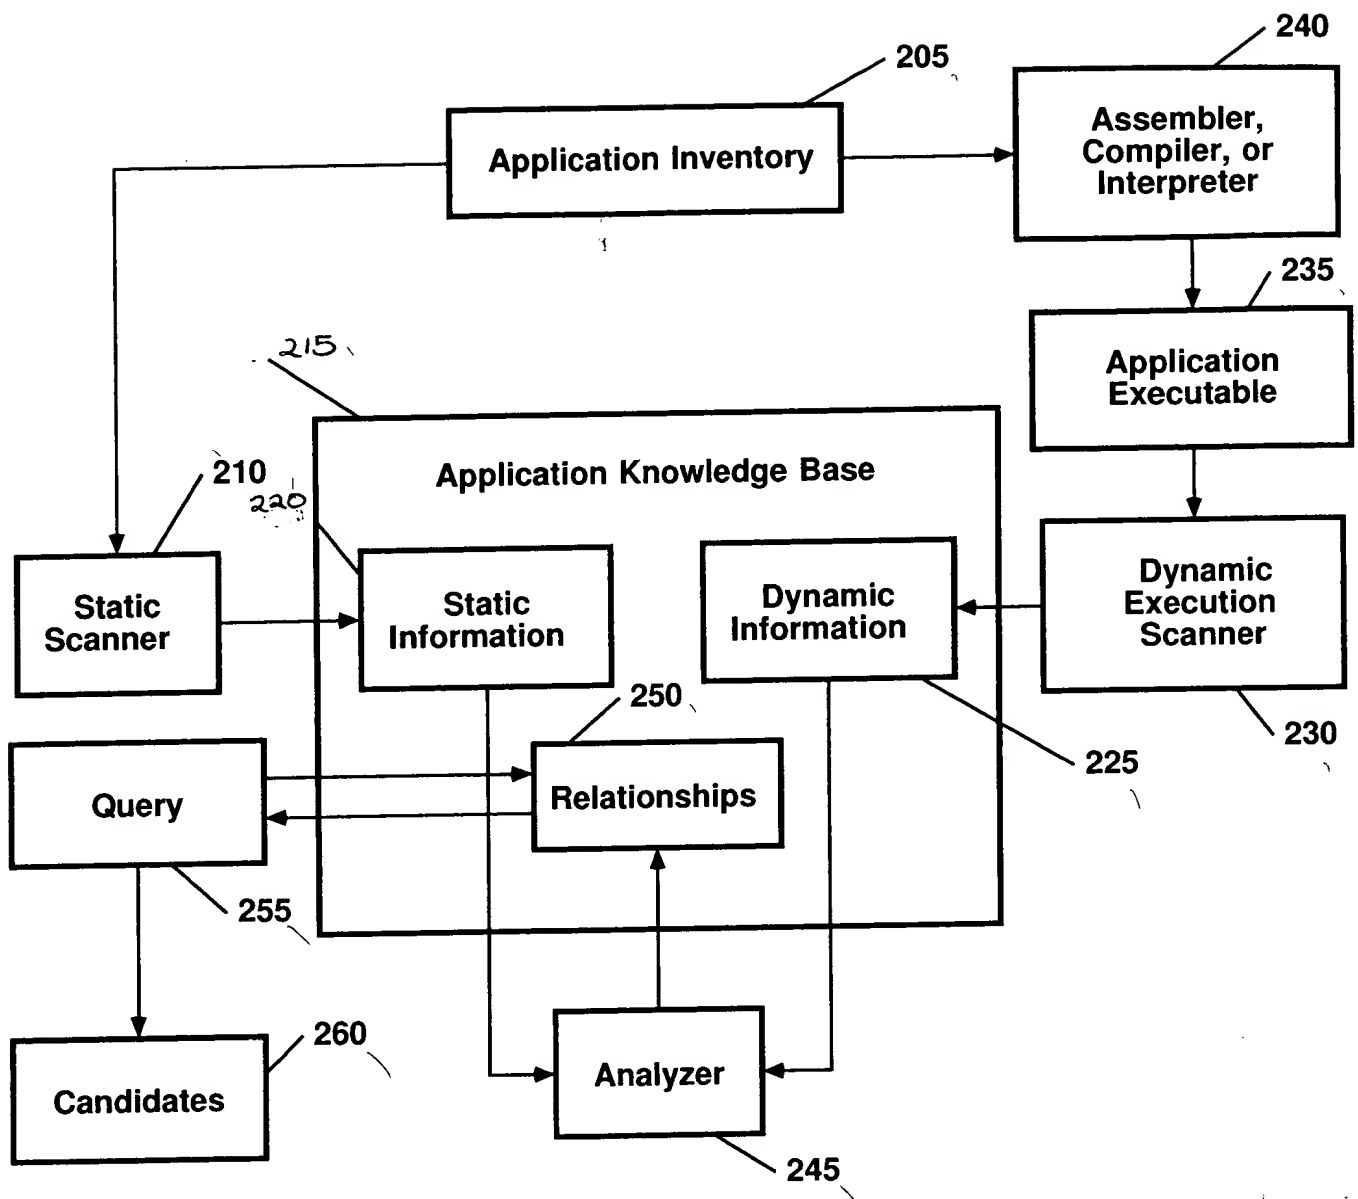 240
205
Assembler,
Compiler, or
Interpreter
Application Inventory
235
215
Application
Executable
210
Application Knowledge Base
220
Static
Scanner
Static
Information
Dynamic
Information
Dynamic
Execution
Scanner
250
230
225
Query
Relationships
255
260
Analyzer
Candidates
245